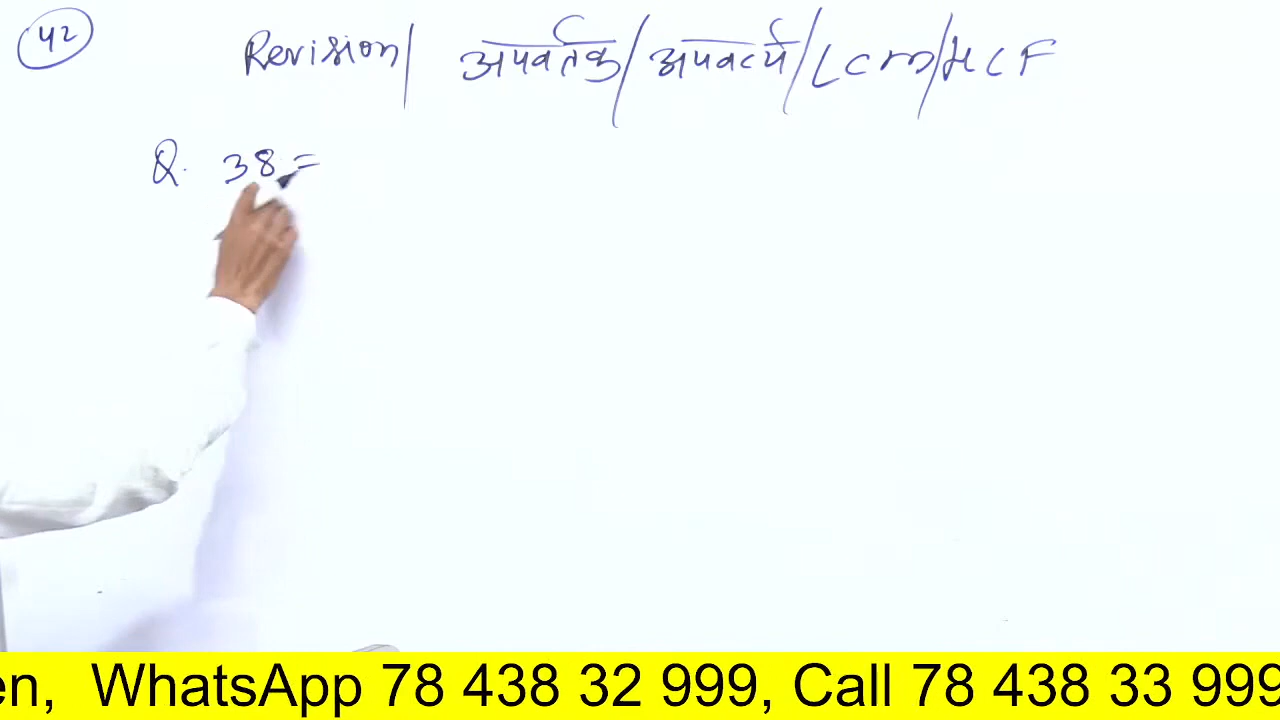 42
Revision / अपवर्तक / अपवर्त्य / LCM / HCF
Q. 38 =
en, WhatsApp 78 438 32 999, Call 78 438 33 999